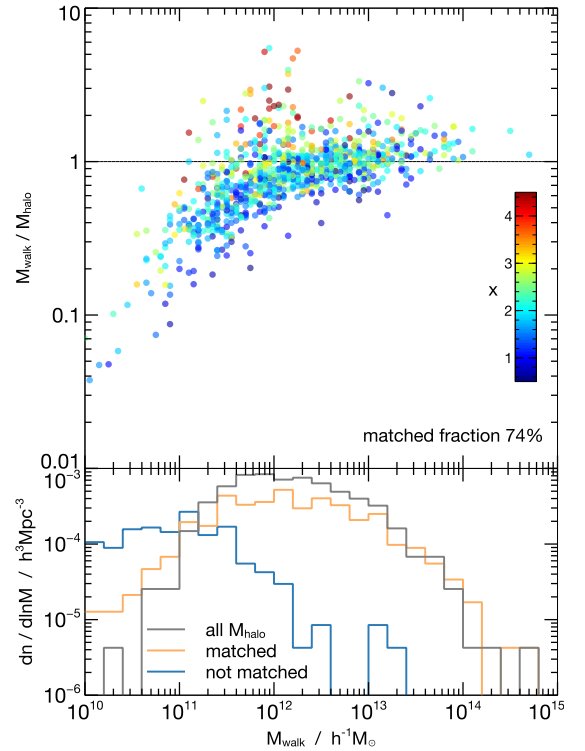 10
1
0.1
0.01
M_walk / M_halo
4
3
2
1
x
matched fraction 74%
10^-3
10^-4
10^-5
10^-6
dn / dlnM / h^3Mpc^-3
all M_halo
matched
not matched
10^10 10^11 10^12 10^13 10^14 10^15
M_walk / h^-1M_⊙